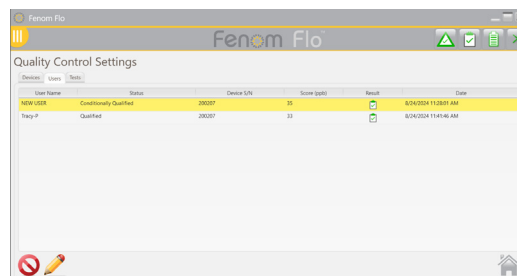 Fenom Flo
Fenom Flo
Quality Control Settings
Devices Users Tests
User Name Status Device S/N Score (ppb) Result Date
NEW USER Conditionally Qualified 200207 35 8/24/2024 11:28:01 AM
Tracy-P Qualified 200207 33 8/24/2024 11:41:46 AM